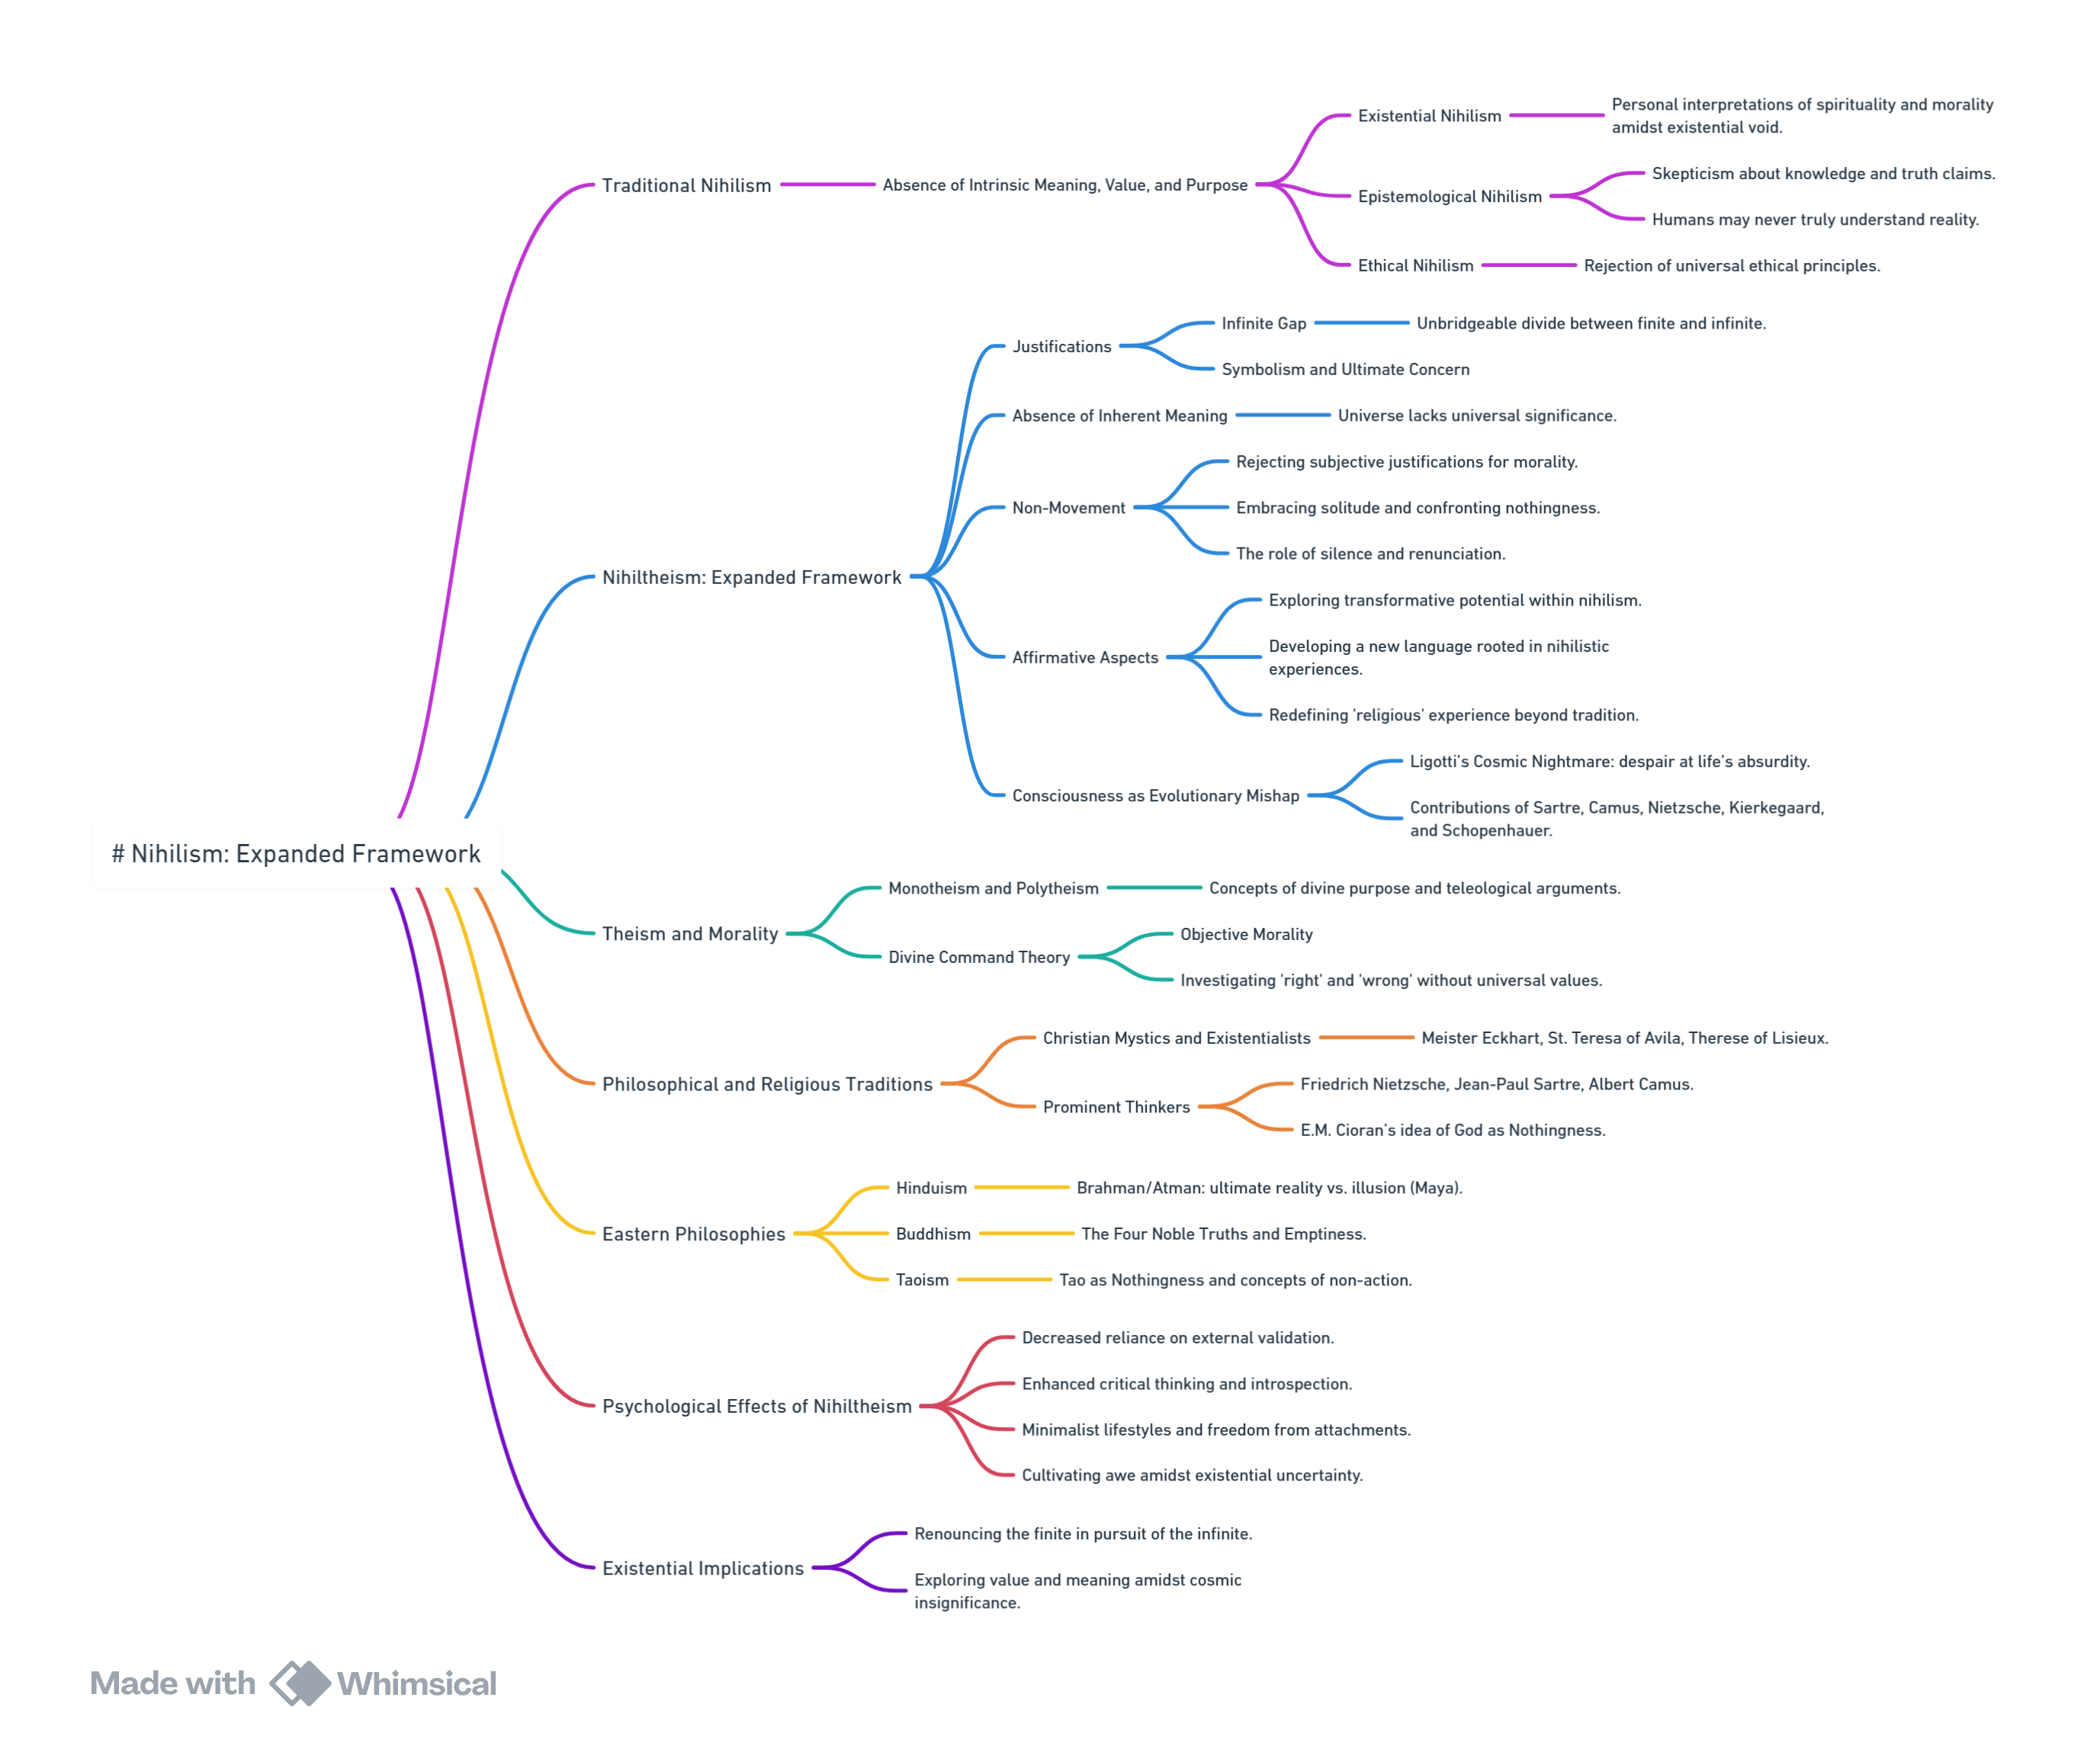 # Nihilism: Expanded Framework
Traditional Nihilism
Absence of Intrinsic Meaning, Value, and Purpose
Existential Nihilism
Personal interpretations of spirituality and morality
amidst existential void.
Epistemological Nihilism
Skepticism about knowledge and truth claims.
Humans may never truly understand reality.
Ethical Nihilism
Rejection of universal ethical principles.
Nihiltheism: Expanded Framework
Justifications
Infinite Gap
Unbridgeable divide between finite and infinite.
Symbolism and Ultimate Concern
Absence of Inherent Meaning
Universe lacks universal significance.
Non-Movement
Rejecting subjective justifications for morality.
Embracing solitude and confronting nothingness.
The role of silence and renunciation.
Affirmative Aspects
Exploring transformative potential within nihilism.
Developing a new language rooted in nihilistic
experiences.
Redefining 'religious' experience beyond tradition.
Consciousness as Evolutionary Mishap
Ligotti's Cosmic Nightmare: despair at life's absurdity.
Contributions of Sartre, Camus, Nietzsche, Kierkegaard,
and Schopenhauer.
Theism and Morality
Monotheism and Polytheism
Concepts of divine purpose and teleological arguments.
Divine Command Theory
Objective Morality
Investigating 'right' and 'wrong' without universal values.
Philosophical and Religious Traditions
Christian Mystics and Existentialists
Meister Eckhart, St. Teresa of Avila, Therese of Lisieux.
Prominent Thinkers
Friedrich Nietzsche, Jean-Paul Sartre, Albert Camus.
E.M. Cioran's idea of God as Nothingness.
Eastern Philosophies
Hinduism
Brahman/Atman: ultimate reality vs. illusion (Maya).
Buddhism
The Four Noble Truths and Emptiness.
Taoism
Tao as Nothingness and concepts of non-action.
Psychological Effects of Nihiltheism
Decreased reliance on external validation.
Enhanced critical thinking and introspection.
Minimalist lifestyles and freedom from attachments.
Cultivating awe amidst existential uncertainty.
Existential Implications
Renouncing the finite in pursuit of the infinite.
Exploring value and meaning amidst cosmic
insignificance.
Made with Whimsical